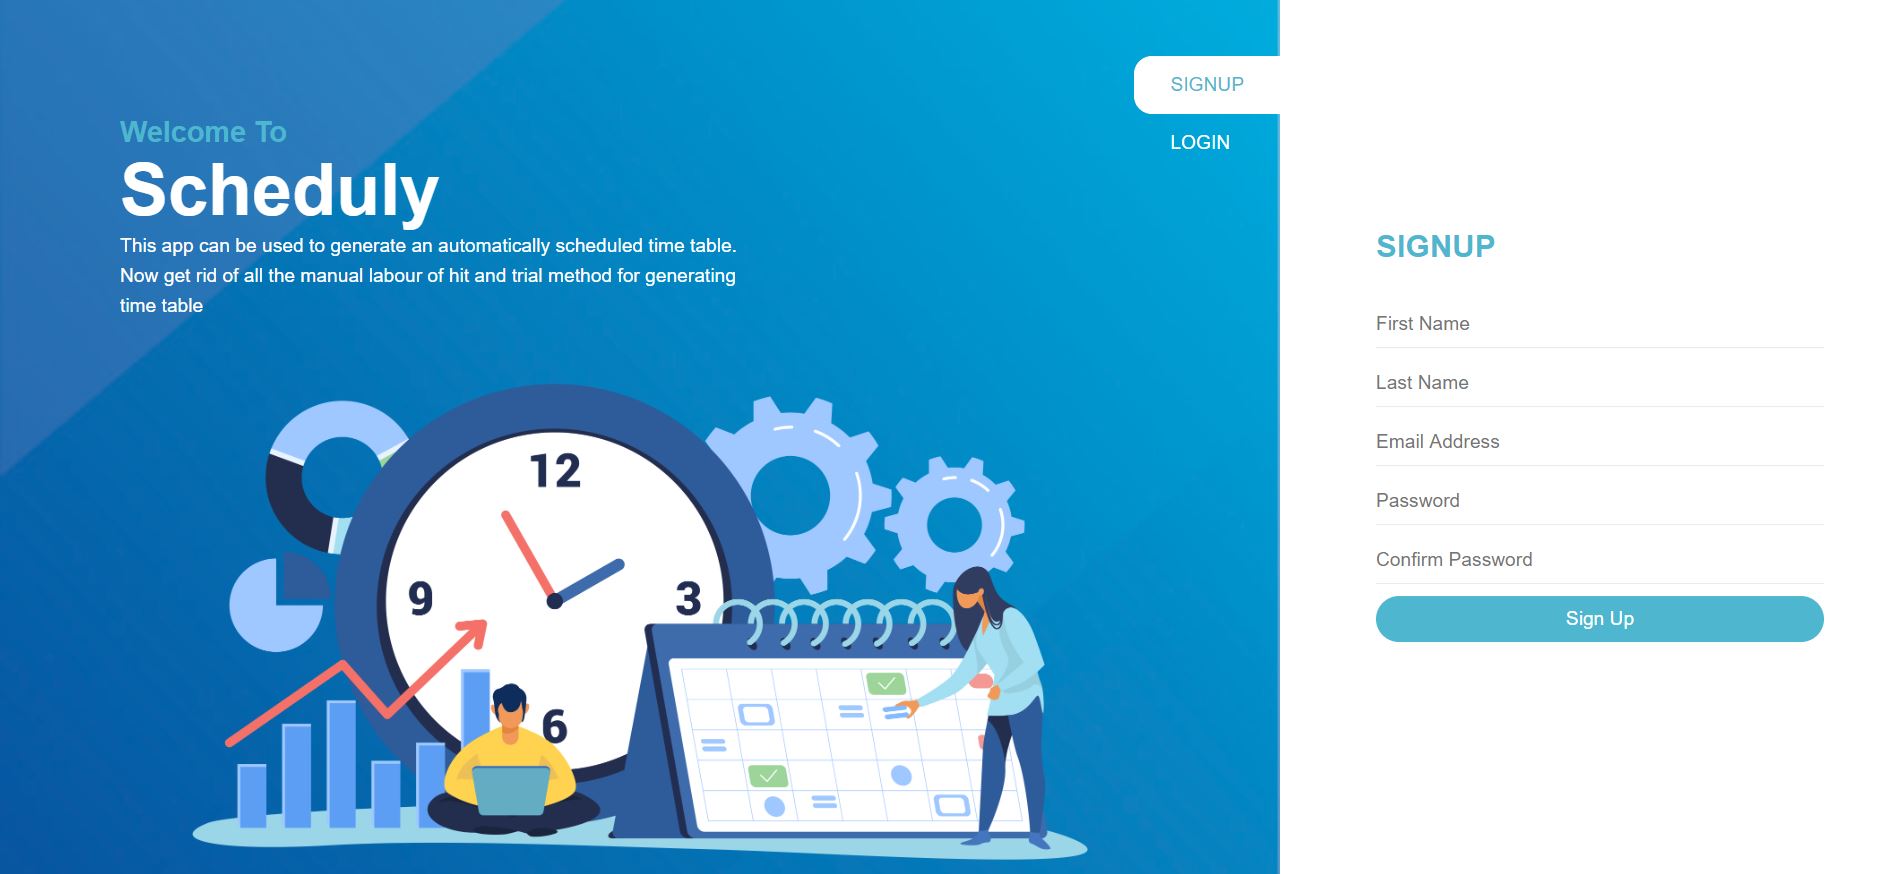 SIGNUP
LOGIN
Welcome To
Scheduly
This app can be used to generate an automatically scheduled time table.
Now get rid of all the manual labour of hit and trial method for generating
time table
12
9
3
6
SIGNUP
First Name
Last Name
Email Address
Password
Confirm Password
Sign Up